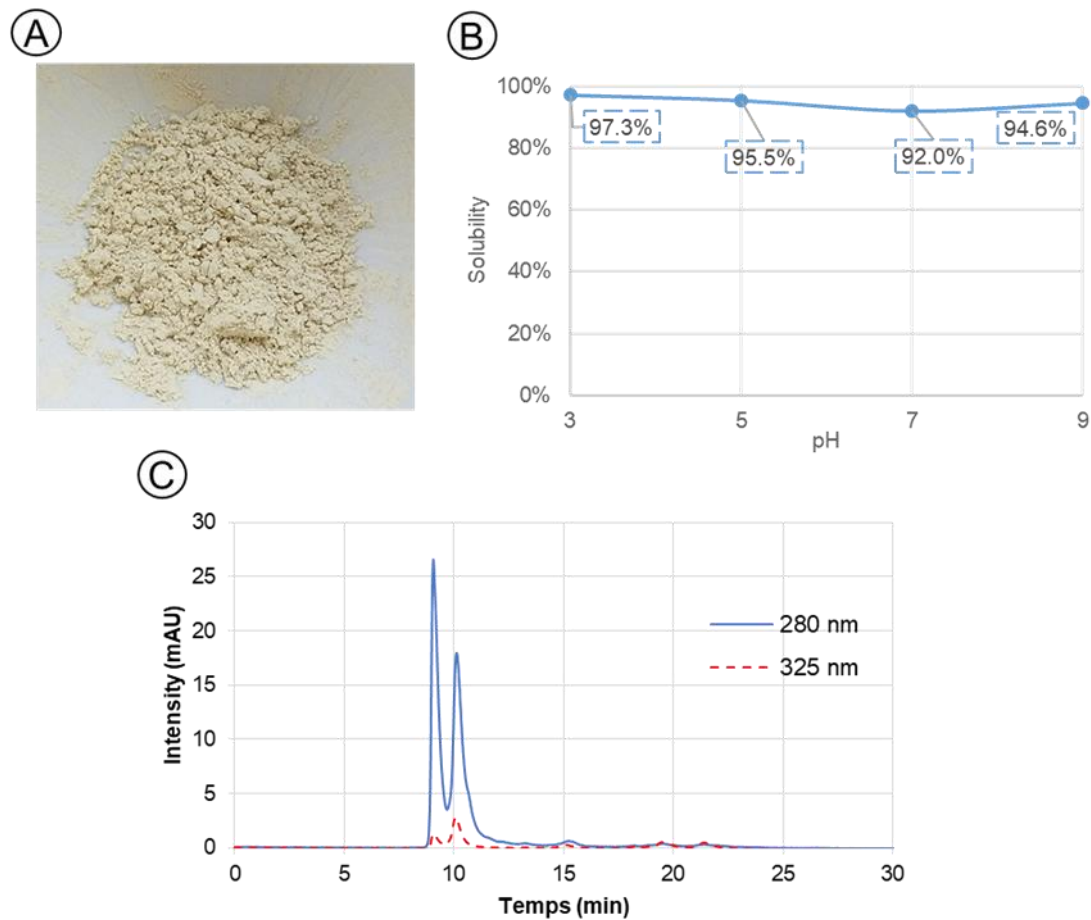 A
B
100%
80%
60%
40%
20%
0%
Solubility
97.3%
95.5%
92.0%
94.6%
3 5 7 9
pH
C
30
25
20
15
10
5
0
Intensity (mAU)
280 nm
325 nm
0 5 10 15 20 25 30
Temps (min)